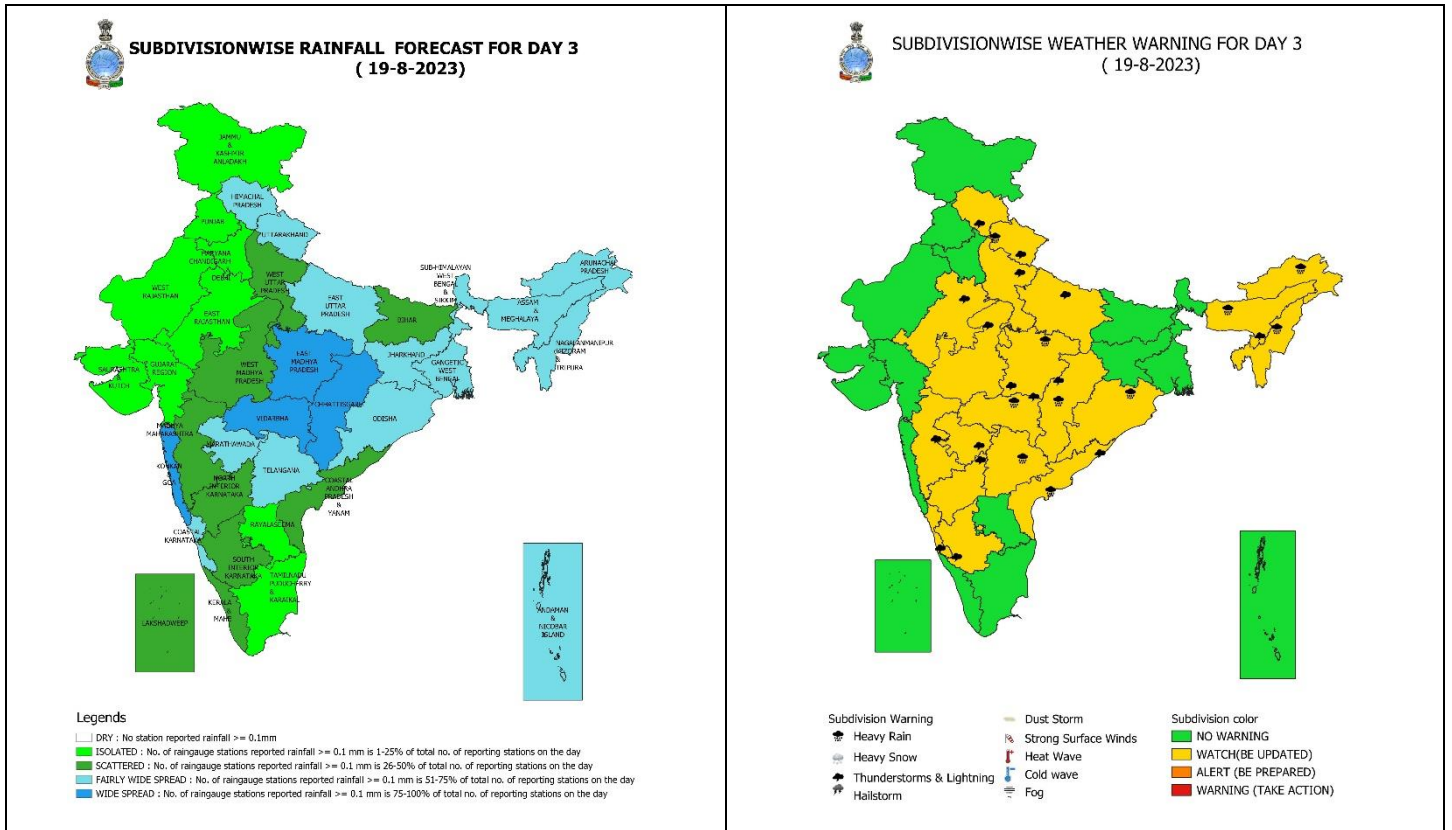 SUBDIVISIONWISE RAINFALL FORECAST FOR DAY 3
( 19-8-2023)
JAMMU
&
KASHMIR
ANLADAKH
HIMACHAL
PRADESH
PUNJAB
UTTARAKHAND
HARYANA
CHANDIGARH
DELHI
WEST
UTTAR
PRADESH
WEST
RAJASTHAN
EAST
RAJASTHAN
EAST
UTTAR
PRADESH
SUB-HIMALAYAN
WEST
BENGAL
&
SIKKIM
ARUNACHAL
PRADESH
ASSAM
&
MEGHALAYA
NAGALANMANIPUR
MIZORAM
&
TRIPURA
BIHAR
JHARKHAND
GANGETIC
WEST
BENGAL
SAURASHTRA
&
KUTCH
GUJARAT
REGION
WEST
MADHYA
PRADESH
EAST
MADHYA
PRADESH
CHHATTISGARH
VIDARBHA
ODISHA
MADHYA
MAHARASHTRA
MARATHAWADA
KONKAN
&
GOA
TELANGANA
NORTH
INTERIOR
KARNATAKA
COASTAL
ANDHRA
PRADESH
&
YANAM
RAYALASEEMA
COASTAL
KARNATAKA
SOUTH
INTERIOR
KARNATAKA
TAMILNADU
PUDUCHERRY
&
KARAIKAL
KERALA
&
MAHE
LAKSHADWEEP
ANDAMAN
&
NICOBAR
ISLAND
Legends
DRY : No station reported rainfall >= 0.1mm
ISOLATED : No. of raingauge stations reported rainfall >= 0.1 mm is 1-25% of total no. of reporting stations on the day
SCATTERED : No. of raingauge stations reported rainfall >= 0.1 mm is 26-50% of total no. of reporting stations on the day
FAIRLY WIDE SPREAD : No. of raingauge stations reported rainfall >= 0.1 mm is 51-75% of total no. of reporting stations on the day
WIDE SPREAD : No. of raingauge stations reported rainfall >= 0.1 mm is 75-100% of total no. of reporting stations on the day
SUBDIVISIONWISE WEATHER WARNING FOR DAY 3
( 19-8-2023)
Subdivision Warning
Heavy Rain
Heavy Snow
Thunderstorms & Lightning
Hailstorm
Dust Storm
Strong Surface Winds
Heat Wave
Cold wave
Fog
Subdivision color
NO WARNING
WATCH(BE UPDATED)
ALERT (BE PREPARED)
WARNING (TAKE ACTION)